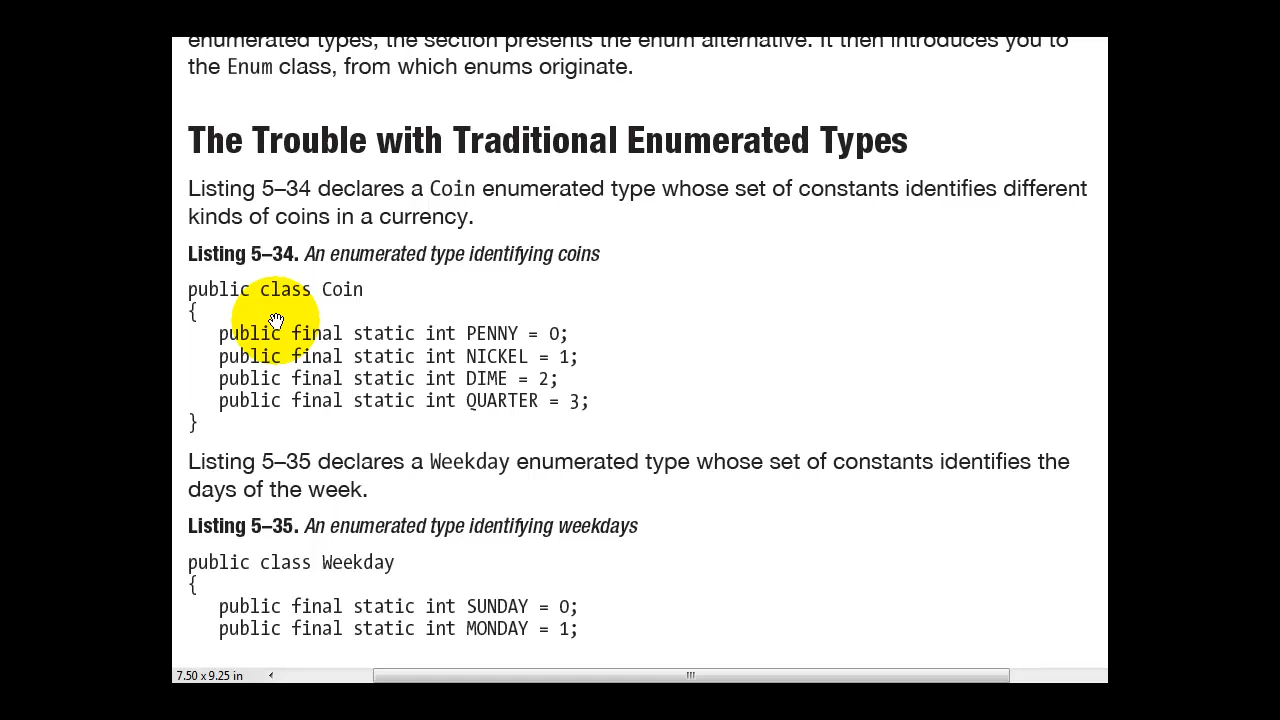 enumerated types, the section presents the enum alternative. It then introduces you to
the Enum class, from which enums originate.
The Trouble with Traditional Enumerated Types
Listing 5–34 declares a Coin enumerated type whose set of constants identifies different
kinds of coins in a currency.
Listing 5–34. An enumerated type identifying coins
public class Coin
{
   public final static int PENNY = 0;
   public final static int NICKEL = 1;
   public final static int DIME = 2;
   public final static int QUARTER = 3;
}
Listing 5–35 declares a Weekday enumerated type whose set of constants identifies the
days of the week.
Listing 5–35. An enumerated type identifying weekdays
public class Weekday
{
   public final static int SUNDAY = 0;
   public final static int MONDAY = 1;
7.50 x 9.25 in